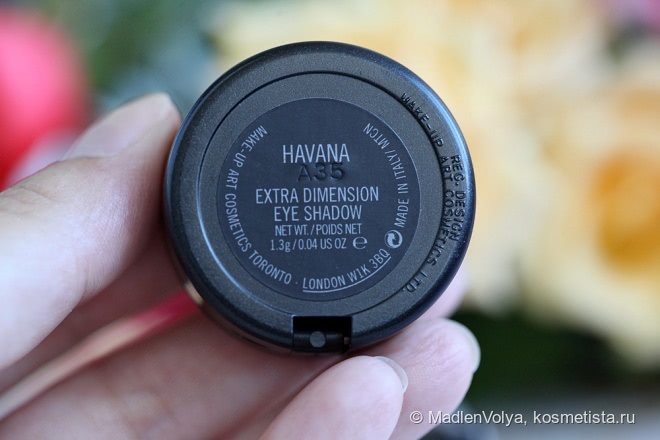 HAVANA
A35
EXTRA DIMENSION
EYE SHADOW
NET WT. / POIDS NET
1.3g / 0.04 US OZ ℮
MAKE-UP ART COSMETICS TORONTO - LONDON W1K 3BQ
MADE IN ITALY/ MTCN
MAKE-UP ART COSMETICS LTD.
REG. DESIGN
© MadlenVolya, kosmetista.ru